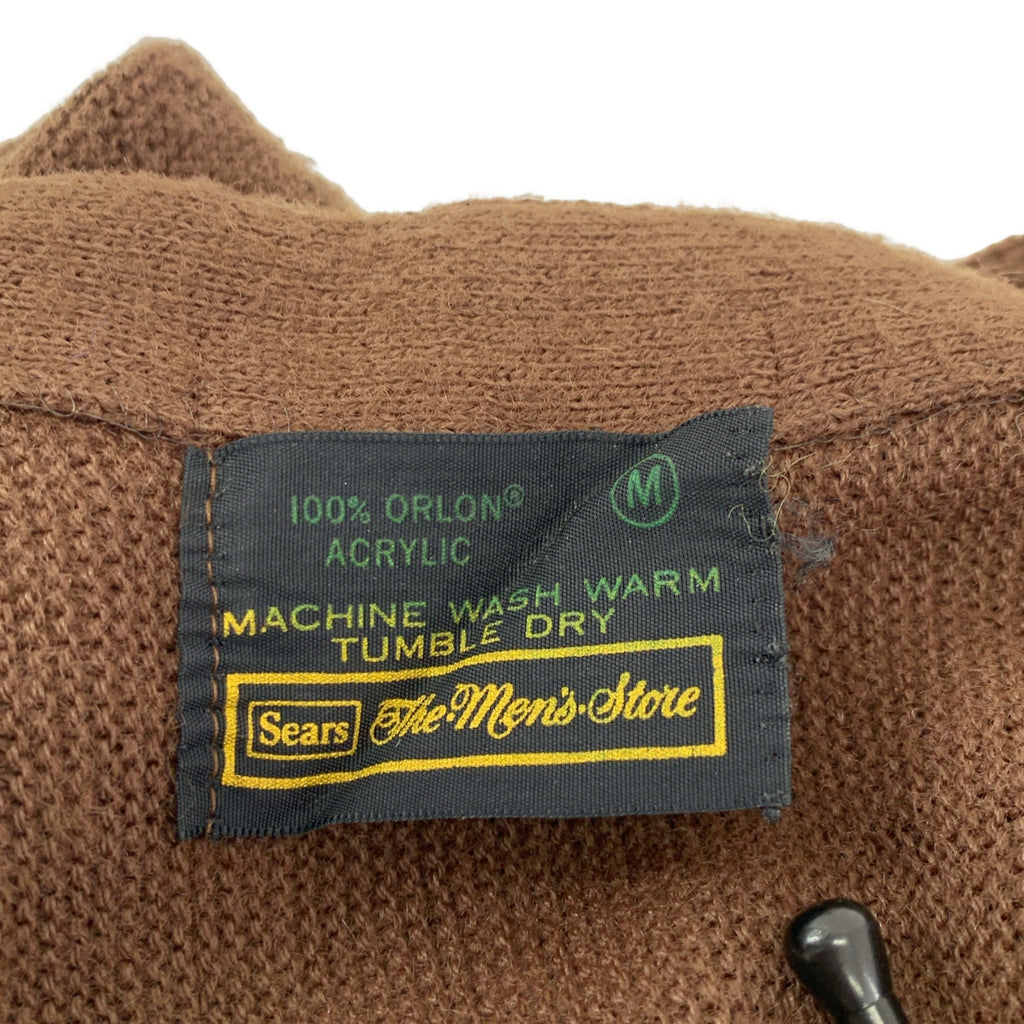 100% ORLON®
ACRYLIC
M
MACHINE WASH WARM
TUMBLE DRY
Sears The·Men's·Store